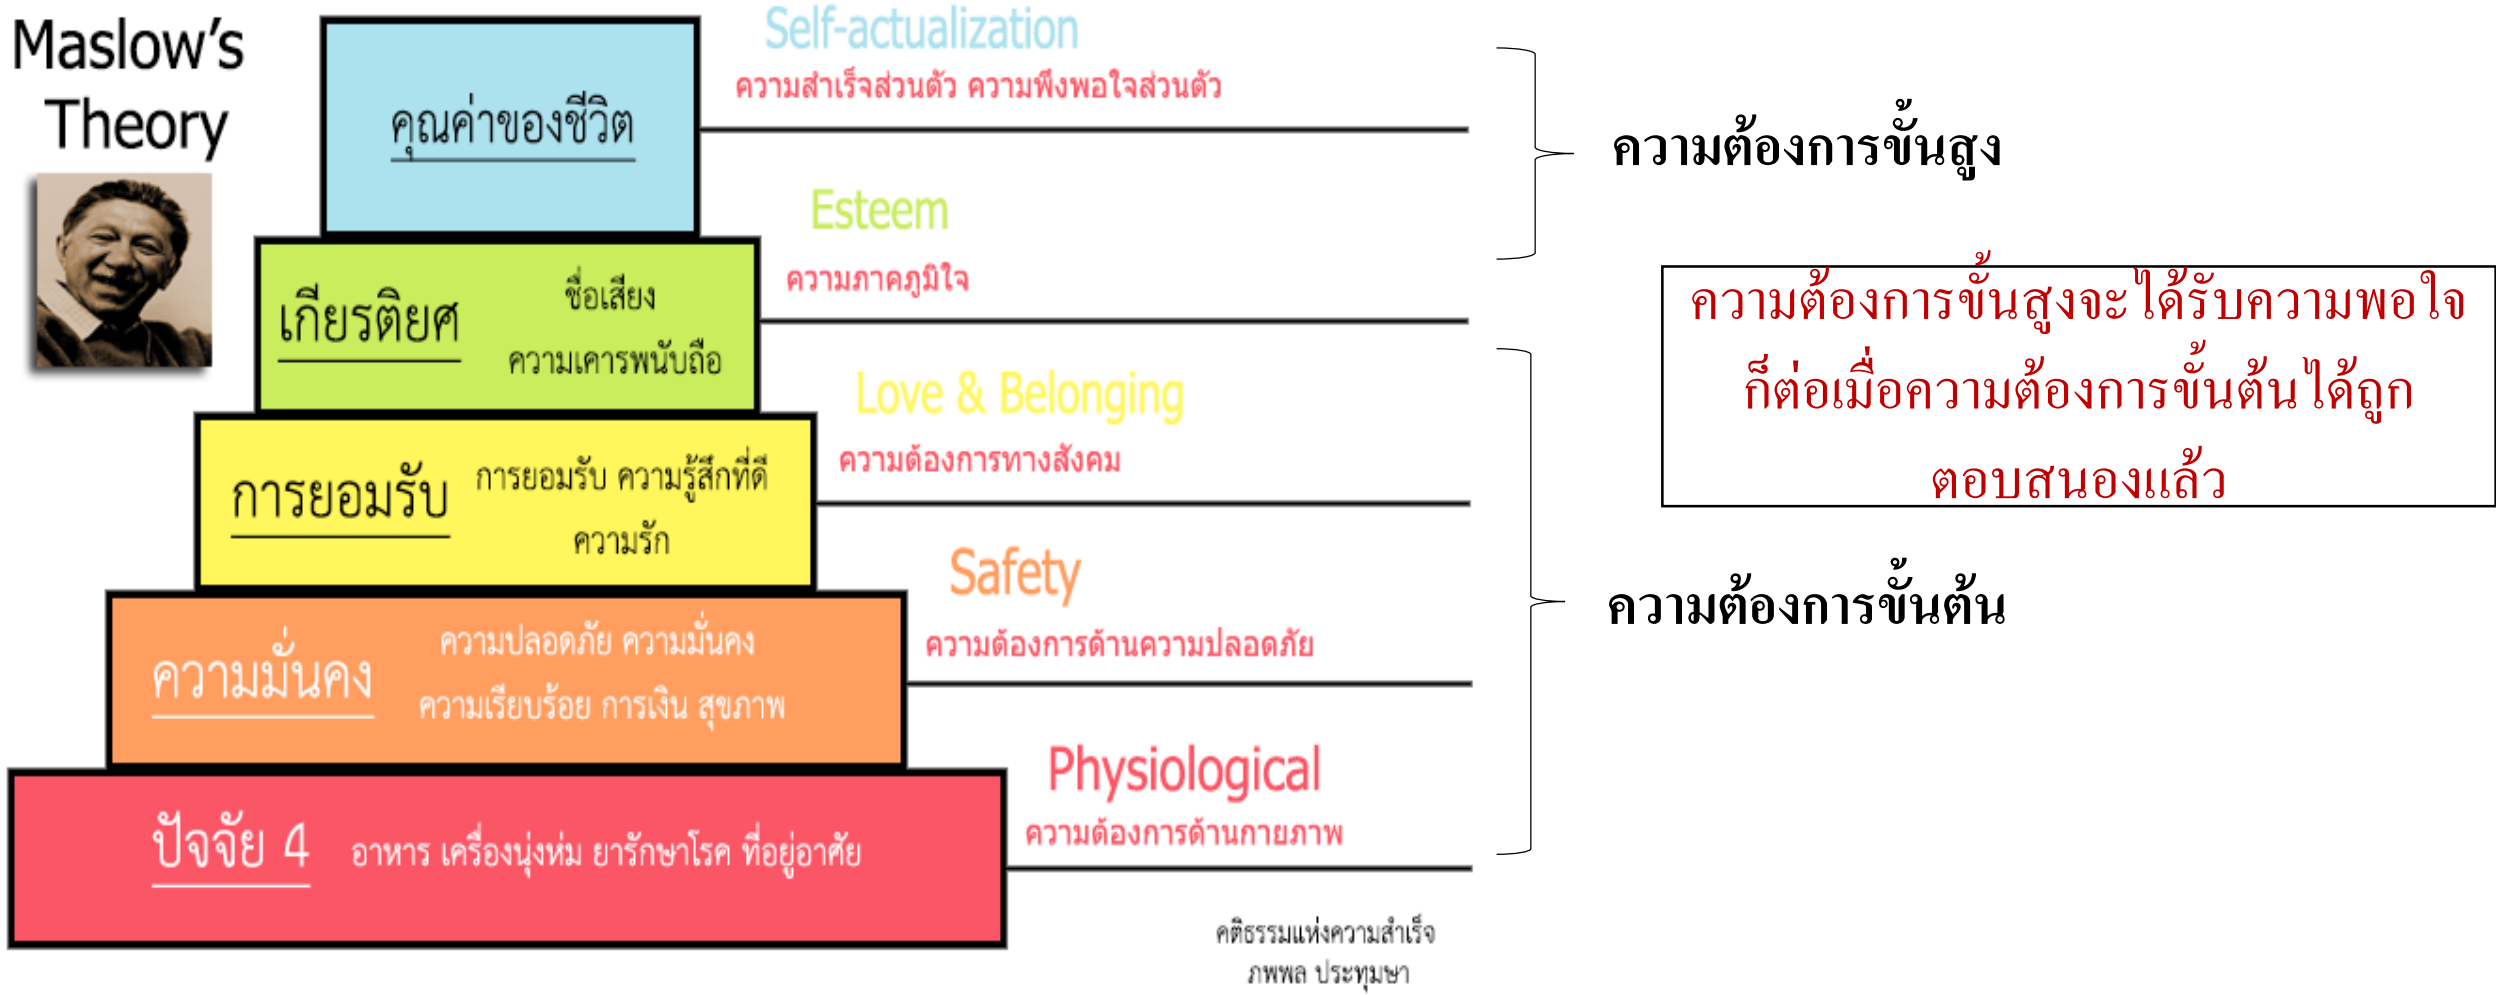 Maslow's
Theory
Self-actualization
ความสำเร็จส่วนตัว ความพึงพอใจส่วนตัว
คุณค่าของชีวิต
ความต้องการขั้นสูง
Esteem
ความภาคภูมิใจ
เกียรติยศ
ชื่อเสียง
ความเคารพนับถือ
ความต้องการขั้นสูงจะได้รับความพอใจ
ก็ต่อเมื่อความต้องการขั้นต้นได้ถูก
ตอบสนองแล้ว
Love & Belonging
ความต้องการทางสังคม
การยอมรับ
การยอมรับ ความรู้สึกที่ดี
ความรัก
Safety
ความต้องการด้านความปลอดภัย
ความมั่นคง
ความปลอดภัย ความมั่นคง
ความเรียบร้อย การเงิน สุขภาพ
ความต้องการขั้นต้น
Physiological
ความต้องการด้านกายภาพ
ปัจจัย 4
อาหาร เครื่องนุ่งห่ม ยารักษาโรค ที่อยู่อาศัย
คติธรรมแห่งความสำเร็จ
ภพพล ประทุมษา